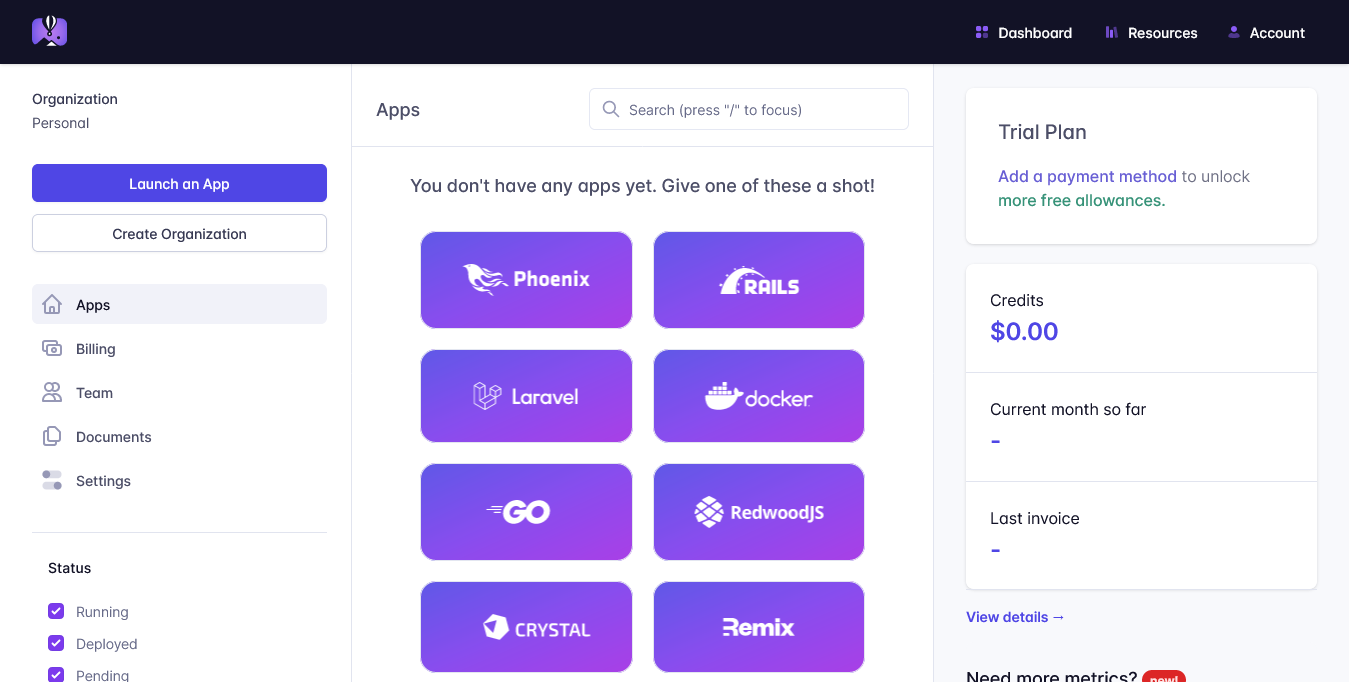 Dashboard
Resources
Account
Organization
Personal
Launch an App
Create Organization
Apps
Billing
Team
Documents
Settings
Status
Running
Deployed
Pending
Apps
Search (press "/" to focus)
You don't have any apps yet. Give one of these a shot!
Phoenix
RAILS
Laravel
docker
GO
RedwoodJS
CRYSTAL
Remix
Trial Plan
Add a payment method to unlock
more free allowances.
Credits
$0.00
Current month so far
-
Last invoice
-
View details →
Need more metrics? new!